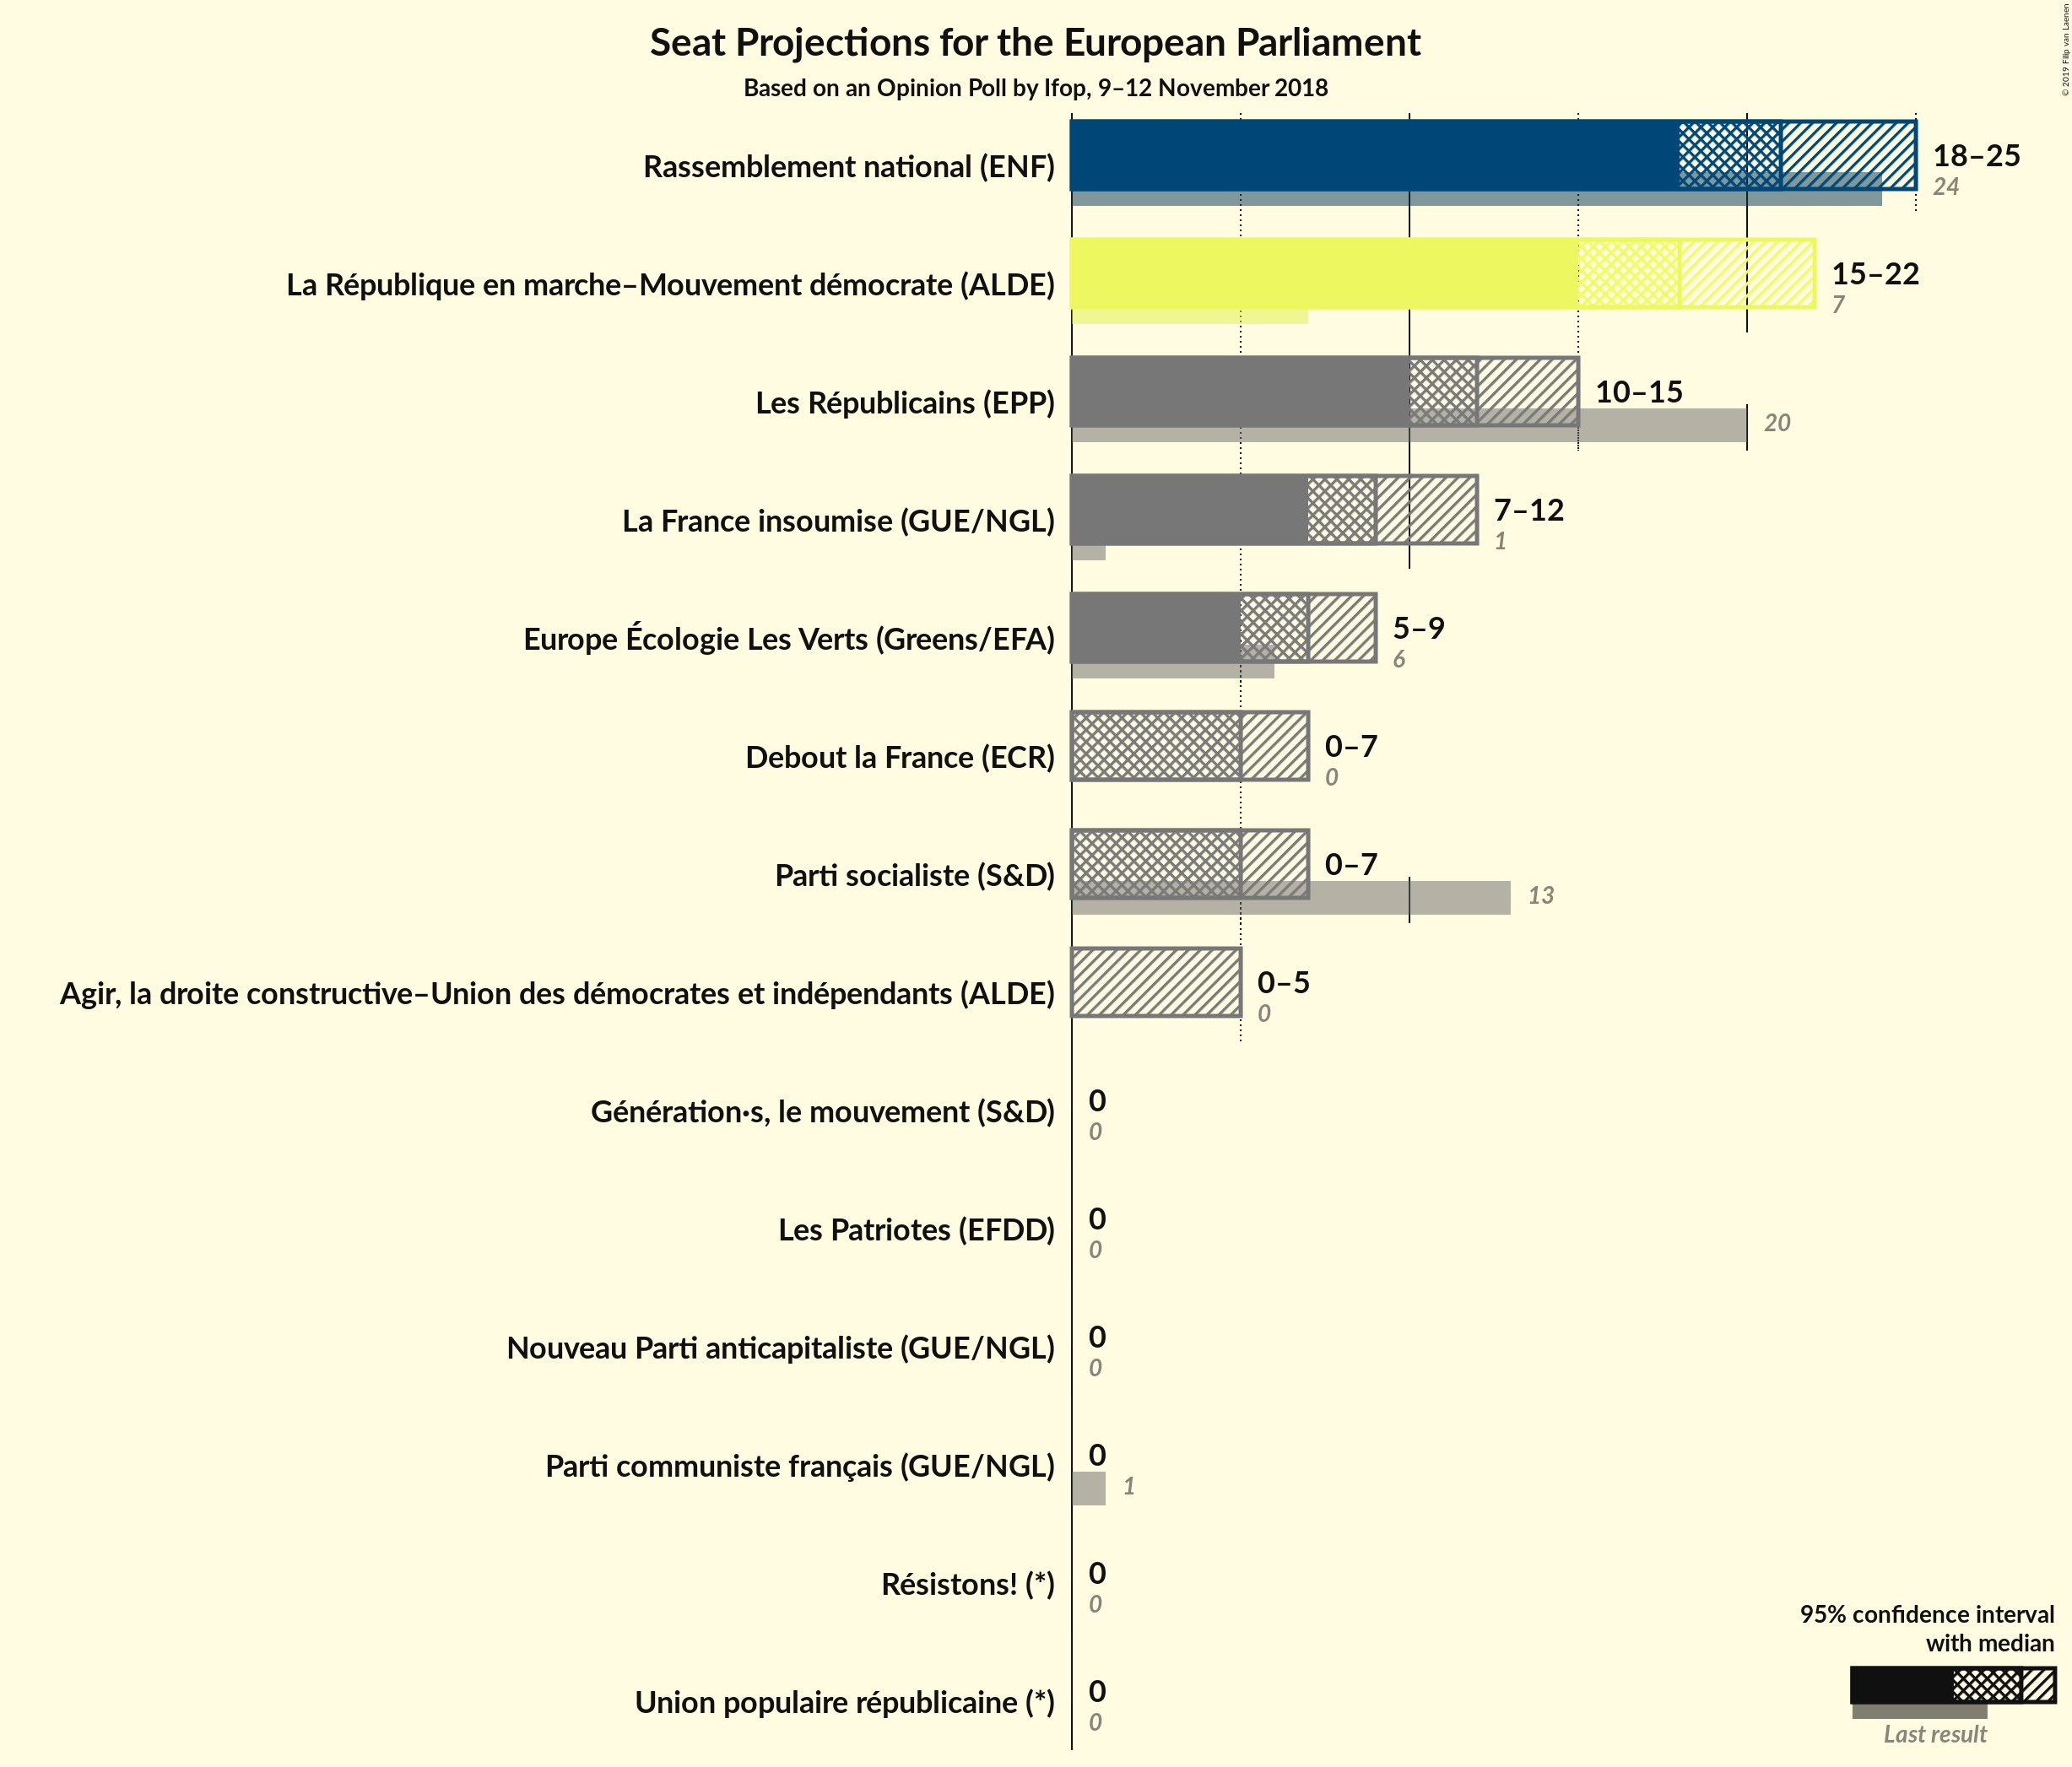 Seat Projections for the European Parliament
Based on an Opinion Poll by Ifop, 9–12 November 2018
© 2019 Filip van Laenen
Rassemblement national (ENF)
18–25
24
La République en marche–Mouvement démocrate (ALDE)
15–22
7
Les Républicains (EPP)
10–15
20
La France insoumise (GUE/NGL)
7–12
1
Europe Écologie Les Verts (Greens/EFA)
5–9
6
Debout la France (ECR)
0–7
0
Parti socialiste (S&D)
0–7
13
Agir, la droite constructive–Union des démocrates et indépendants (ALDE)
0–5
0
Génération·s, le mouvement (S&D)
0
0
Les Patriotes (EFDD)
0
0
Nouveau Parti anticapitaliste (GUE/NGL)
0
0
Parti communiste français (GUE/NGL)
0
1
Résistons! (*)
0
0
Union populaire républicaine (*)
0
0
95% confidence interval
with median
Last result